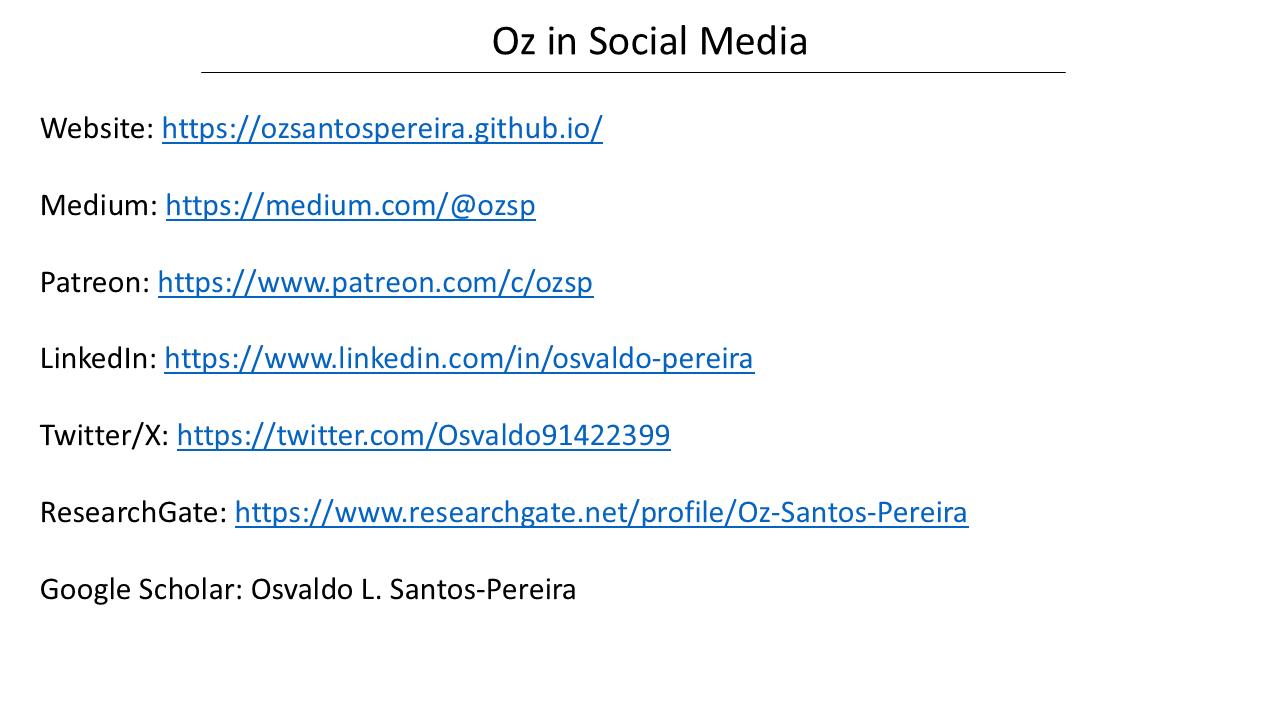 Oz in Social Media
Website: https://ozsantospereira.github.io/
Medium: https://medium.com/@ozsp
Patreon: https://www.patreon.com/c/ozsp
LinkedIn: https://www.linkedin.com/in/osvaldo-pereira
Twitter/X: https://twitter.com/Osvaldo91422399
ResearchGate: https://www.researchgate.net/profile/Oz-Santos-Pereira
Google Scholar: Osvaldo L. Santos-Pereira